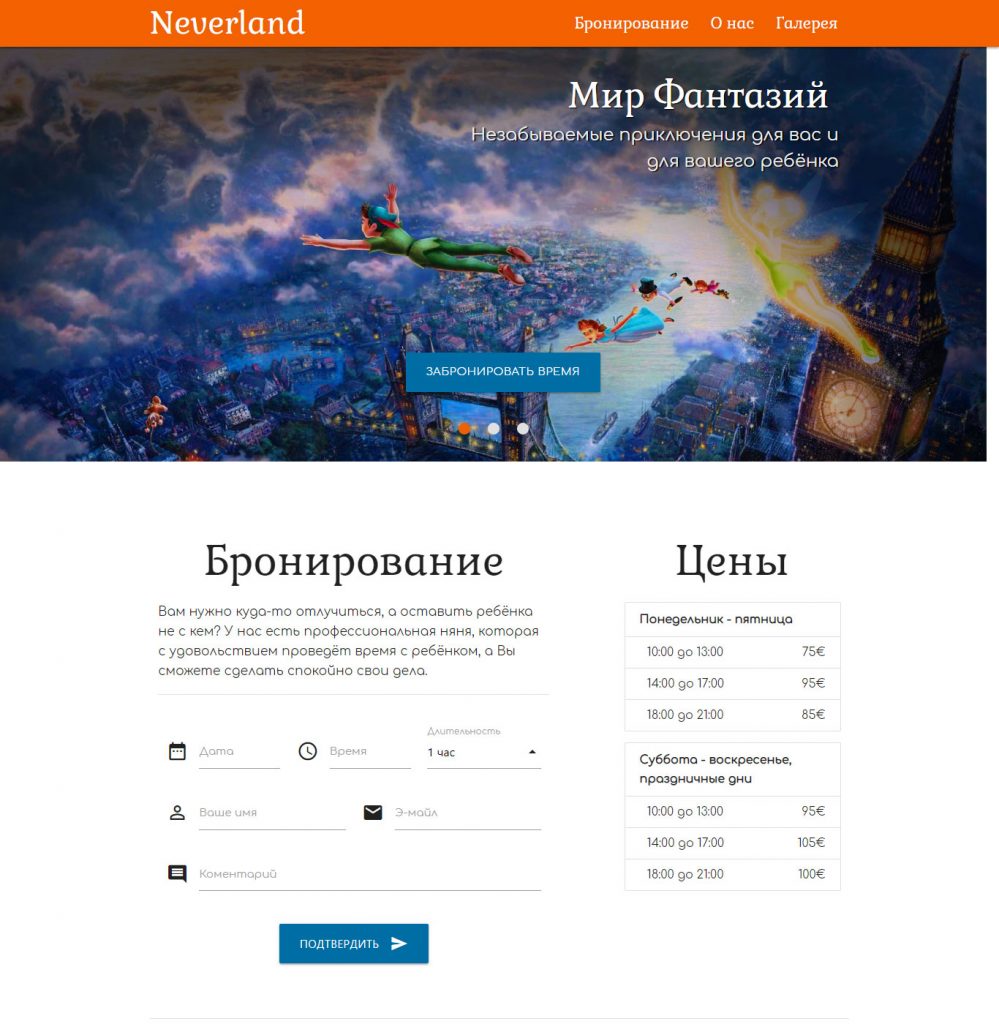 Neverland
Бронирование О нас Галерея
Мир Фантазий
Незабываемые приключения для вас и
для вашего ребёнка
ЗАБРОНИРОВАТЬ ВРЕМЯ
Бронирование
Вам нужно куда-то отлучиться, а оставить ребёнка
не с кем? У нас есть профессиональная няня, которая
с удовольствием проведёт время с ребёнком, а Вы
сможете сделать спокойно свои дела.
Дата
Время
Длительность
1 час
Ваше имя
Э-майл
Коментарий
ПОДТВЕРДИТЬ
Цены
Понедельник - пятница
10:00 до 13:00 75€
14:00 до 17:00 95€
18:00 до 21:00 85€
Суббота - воскресенье,
праздничные дни
10:00 до 13:00 95€
14:00 до 17:00 105€
18:00 до 21:00 100€